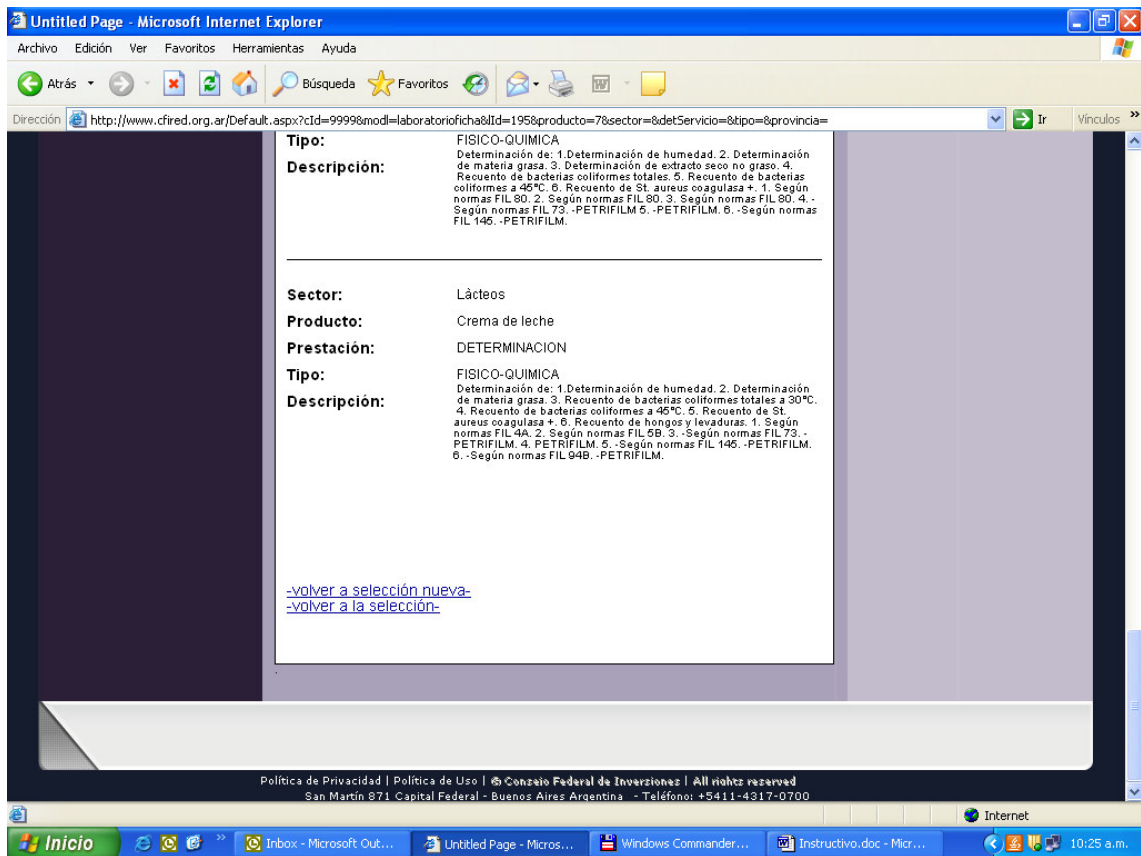 Untitled Page - Microsoft Internet Explorer
Archivo Edición Ver Favoritos Herramientas Ayuda
Atrás Búsqueda Favoritos
Dirección http://www.cfired.org.ar/Default.aspx?cId=9999&modl=laboratorioficha&lId=195&producto=7&sector=&detServicio=&tipo=&provincia= Ir Vínculos »
Tipo: FISICO-QUIMICA
Descripción: Determinación de: 1.Determinación de humedad. 2. Determinación
de materia grasa. 3. Determinación de extracto seco no graso. 4.
Recuento de bacterias coliformes totales. 5. Recuento de bacterias
coliformes a 45°C. 6. Recuento de St. aureus coagulasa +. 1. Según
normas FIL 80. 2. Según normas FIL 80. 3. Según normas FIL 80. 4. -
Según normas FIL 73. -PETRIFILM 5. -PETRIFILM. 6. -Según normas
FIL 145. -PETRIFILM.
Sector: Làcteos
Producto: Crema de leche
Prestación: DETERMINACION
Tipo: FISICO-QUIMICA
Descripción: Determinación de: 1.Determinación de humedad. 2. Determinación
de materia grasa. 3. Recuento de bacterias coliformes totales a 30°C.
4. Recuento de bacterias coliformes a 45°C. 5. Recuento de St.
aureus coagulasa +. 6. Recuento de hongos y levaduras. 1. Según
normas FIL 4A. 2. Según normas FIL 5B. 3. -Según normas FIL 73. -
PETRIFILM. 4. PETRIFILM. 5. -Según normas FIL 145. -PETRIFILM.
6. -Según normas FIL 94B. -PETRIFILM.
-volver a selección nueva-
-volver a la selección-
Política de Privacidad | Política de Uso | © Consejo Federal de Inversiones | All rights reserved
San Martín 871 Capital Federal - Buenos Aires Argentina - Teléfono: +5411-4317-0700
Internet
Inicio » Inbox - Microsoft Out... Untitled Page - Micros... Windows Commander... Instructivo.doc - Micr... 10:25 a.m.